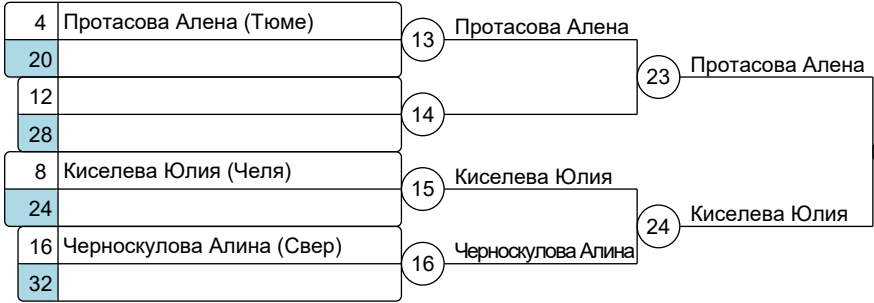 4 Протасова Алена (Тюме)
13 Протасова Алена
20
23 Протасова Алена
12
14
28
8 Киселева Юлия (Челя)
15 Киселева Юлия
24
24 Киселева Юлия
16 Черноскулова Алина (Свер)
16 Черноскулова Алина
32